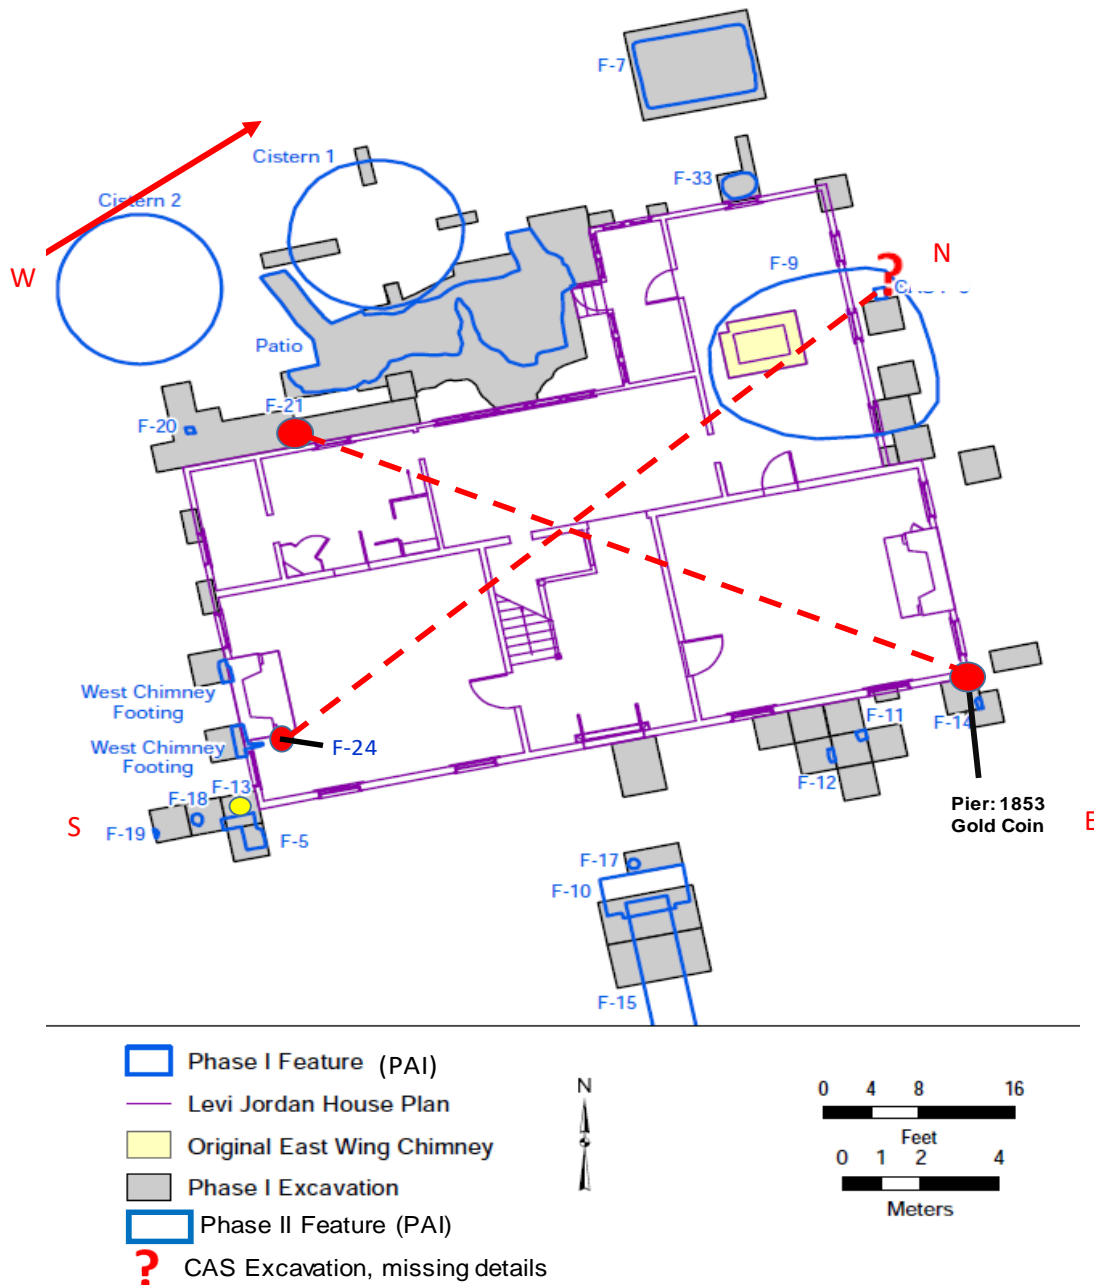 F-7
Cistern 1
F-33
Cistern 2
W
N
F-9
Patio
F-21
F-20
West Chimney
Footing
West Chimney
Footing
F-24
F-11
F-14
F-12
F-13
F-18
S
F-19
F-5
Pier: 1853
Gold Coin
E
F-17
F-10
F-15
Phase I Feature (PAI)
Levi Jordan House Plan
Original East Wing Chimney
Phase I Excavation
Phase II Feature (PAI)
? CAS Excavation, missing details
N
0 4 8 16
Feet
0 1 2 4
Meters